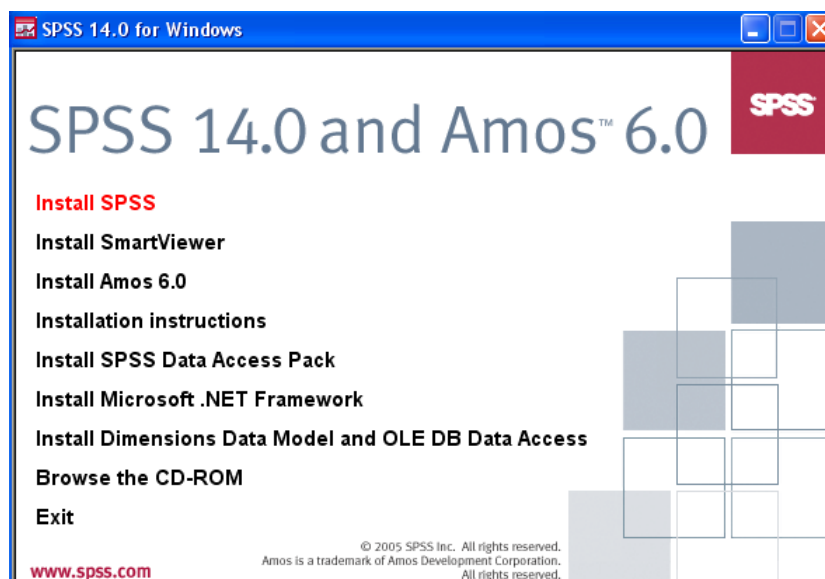 SPSS 14.0 for Windows
SPSS 14.0 and Amos™ 6.0
SPSS
Install SPSS
Install SmartViewer
Install Amos 6.0
Installation instructions
Install SPSS Data Access Pack
Install Microsoft .NET Framework
Install Dimensions Data Model and OLE DB Data Access
Browse the CD-ROM
Exit
© 2005 SPSS Inc. All rights reserved.
Amos is a trademark of Amos Development Corporation.
All rights reserved.
www.spss.com